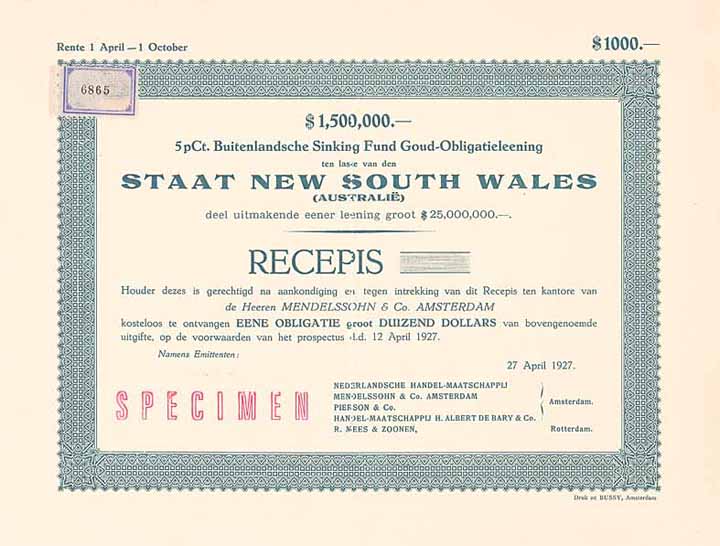 Rente 1 April — 1 October
$ 1000.—
6865
$ 1,500,000.—
5 pCt. Buitenlandsche Sinking Fund Goud-Obligatieleening
ten laste van den
STAAT NEW SOUTH WALES
(AUSTRALIË)
deel uitmakende eener leening groot $ 25,000,000.—.
RECEPIS
Houder dezes is gerechtigd na aankondiging en tegen intrekking van dit Recepis ten kantore van
de Heeren MENDELSSOHN & Co. AMSTERDAM
kosteloos te ontvangen EENE OBLIGATIE groot DUIZEND DOLLARS van bovengenoemde
uitgifte, op de voorwaarden van het prospectus d.d. 12 April 1927.
Namens Emittenten:
27 April 1927.
SPECIMEN
NEDERLANDSCHE HANDEL-MAATSCHAPPIJ
MENDELSSOHN & Co. AMSTERDAM
PIERSON & Co.
HANDEL-MAATSCHAPPIJ H. ALBERT DE BARY & Co.
Amsterdam.
R. MEES & ZOONEN,
Rotterdam.
Druk de BUSSY, Amsterdam